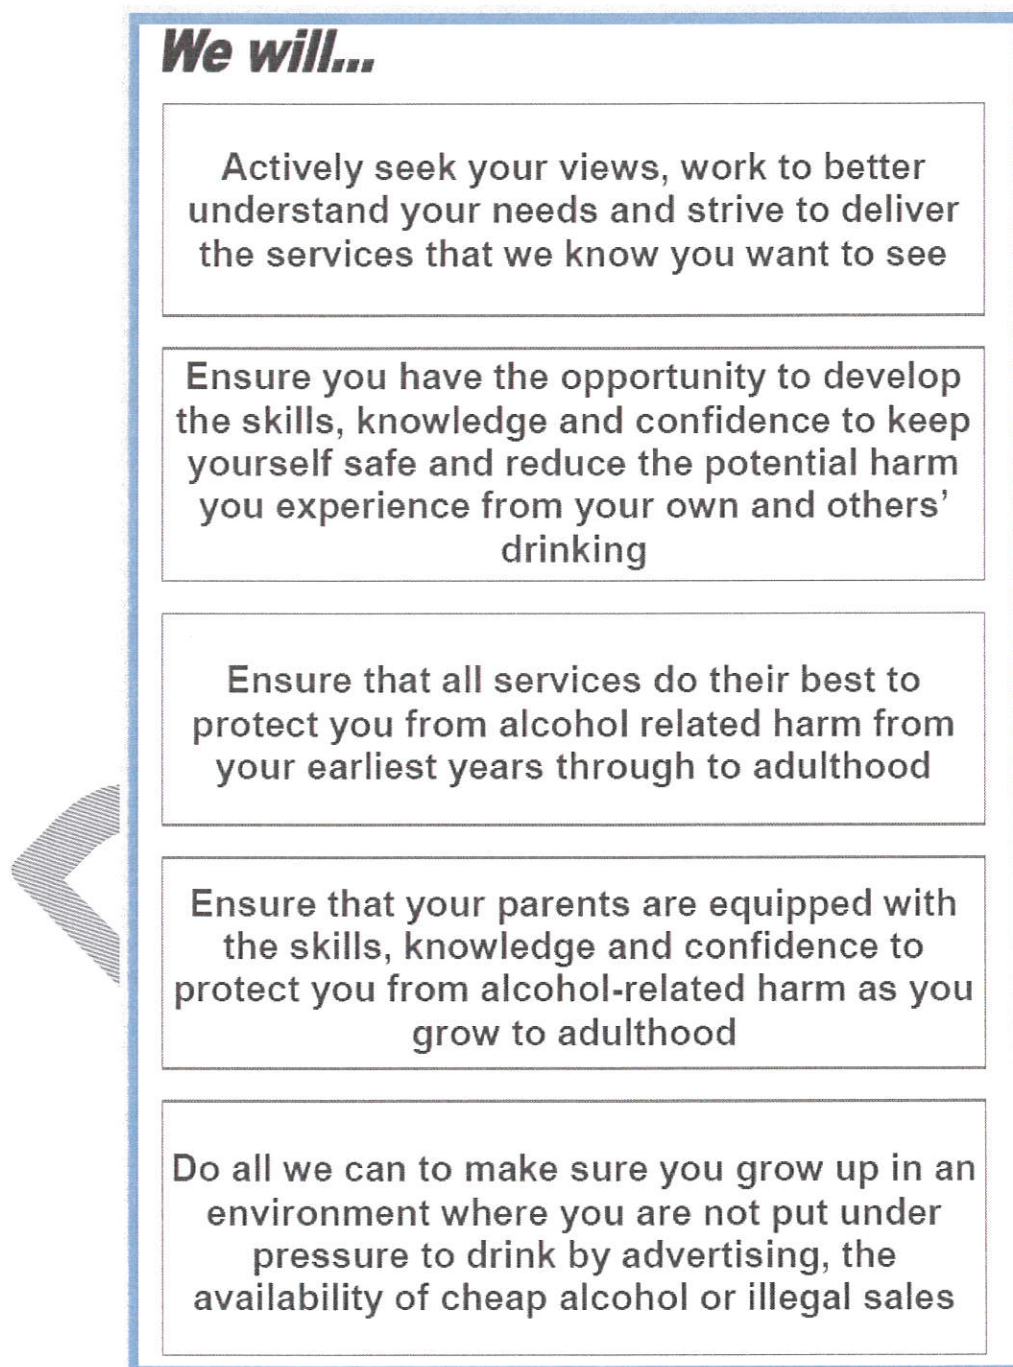 We will...
Actively seek your views, work to better
understand your needs and strive to deliver
the services that we know you want to see
Ensure you have the opportunity to develop
the skills, knowledge and confidence to keep
yourself safe and reduce the potential harm
you experience from your own and others’
drinking
Ensure that all services do their best to
protect you from alcohol related harm from
your earliest years through to adulthood
Ensure that your parents are equipped with
the skills, knowledge and confidence to
protect you from alcohol-related harm as you
grow to adulthood
Do all we can to make sure you grow up in an
environment where you are not put under
pressure to drink by advertising, the
availability of cheap alcohol or illegal sales